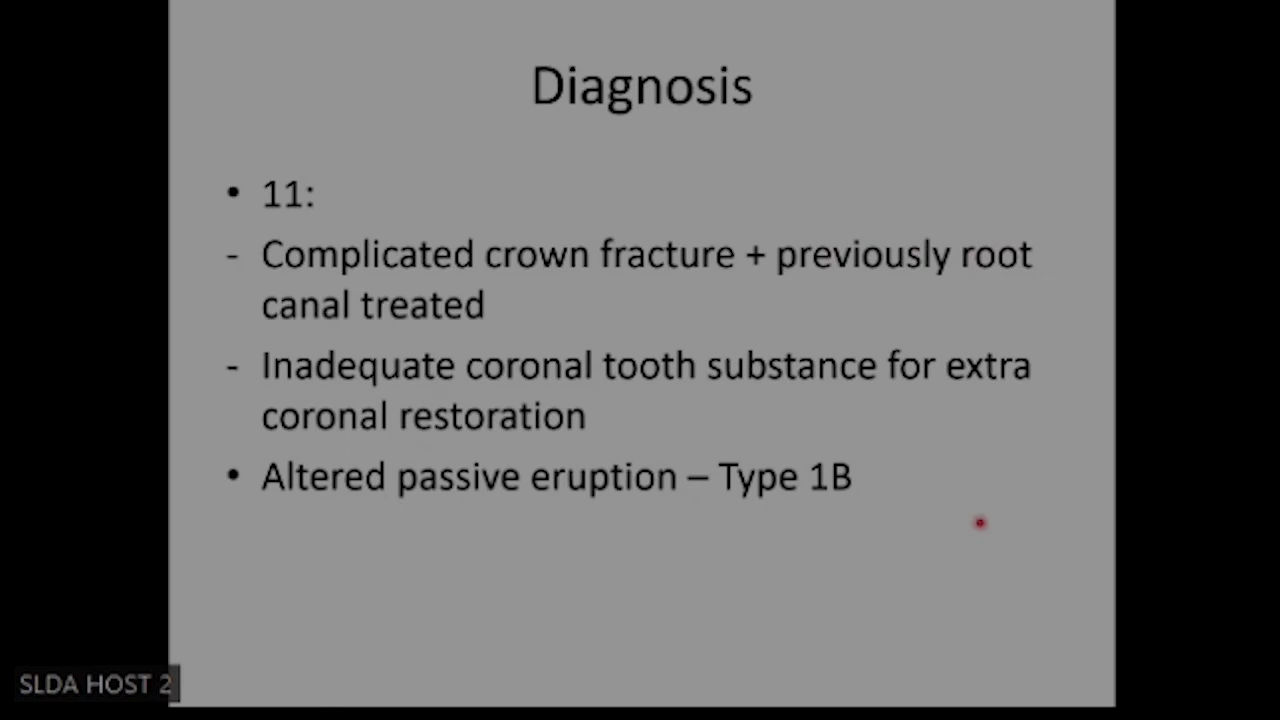 Diagnosis
• 11:
- Complicated crown fracture + previously root
canal treated
- Inadequate coronal tooth substance for extra
coronal restoration
• Altered passive eruption – Type 1B
SLDA HOST 2